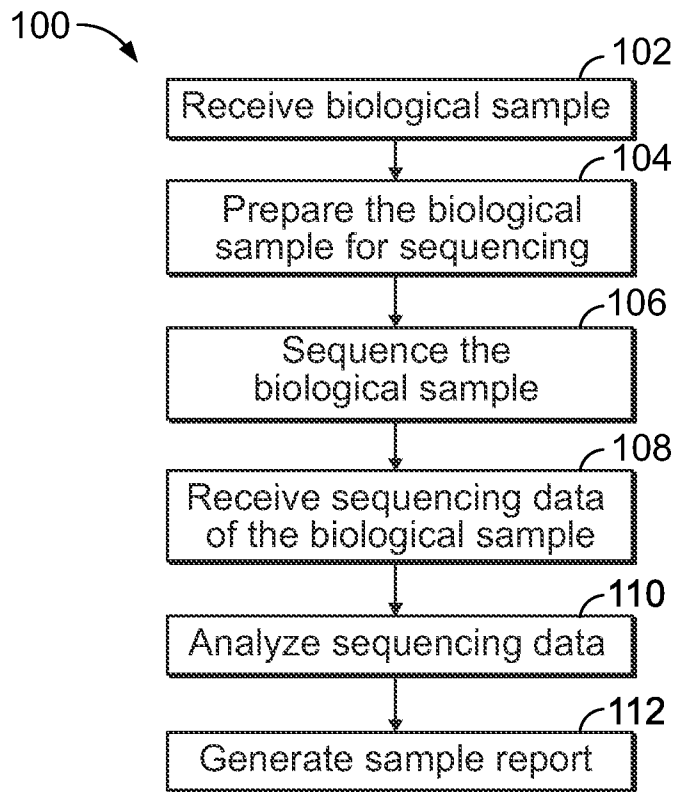 100
102
Receive biological sample
104
Prepare the biological
sample for sequencing
106
Sequence the
biological sample
108
Receive sequencing data
of the biological sample
110
Analyze sequencing data
112
Generate sample report